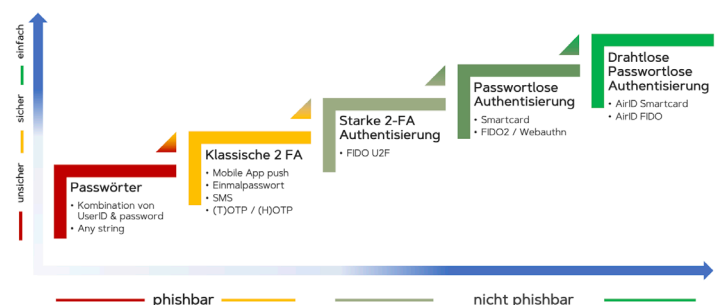 einfach
sicher
unsicher
Passwörter
• Kombination von
UserID & password
• Any string
Klassische 2 FA
• Mobile App push
• Einmalpasswort
• SMS
• (T)OTP / (H)OTP
Starke 2-FA
Authentisierung
• FIDO U2F
Passwortlose
Authentisierung
• Smartcard
• FIDO2 / Webauthn
Drahtlose
Passwortlose
Authentisierung
• AirID Smartcard
• AirID FIDO
phishbar
nicht phishbar